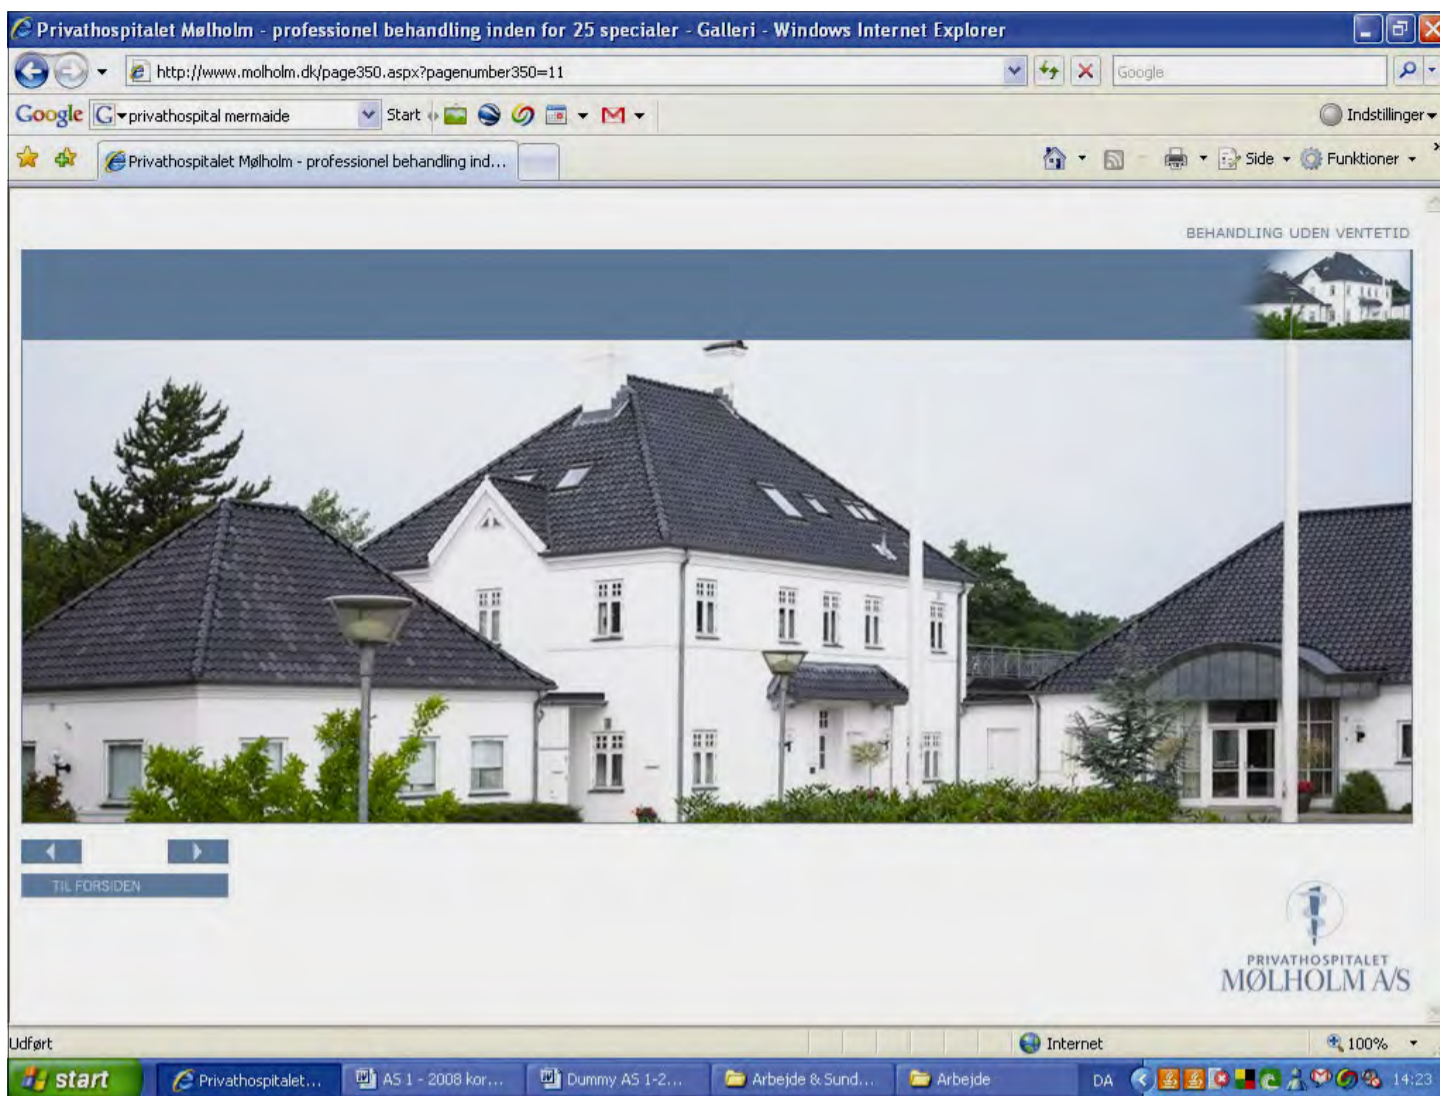 Privathospitalet Mølholm - professionel behandling inden for 25 specialer - Galleri - Windows Internet Explorer
http://www.molholm.dk/page350.aspx?pagenumber350=11
Google
Google G privathospital mermaide Start Indstillinger
Privathospitalet Mølholm - professionel behandling ind... Side Funktioner
BEHANDLING UDEN VENTETID
TIL FORSIDEN
PRIVATHOSPITALET
MØLHOLM A/S
Udført Internet 100%
start Privathospitalet... AS 1 - 2008 kor... Dummy AS 1-2... Arbejde & Sund... Arbejde DA 14:23